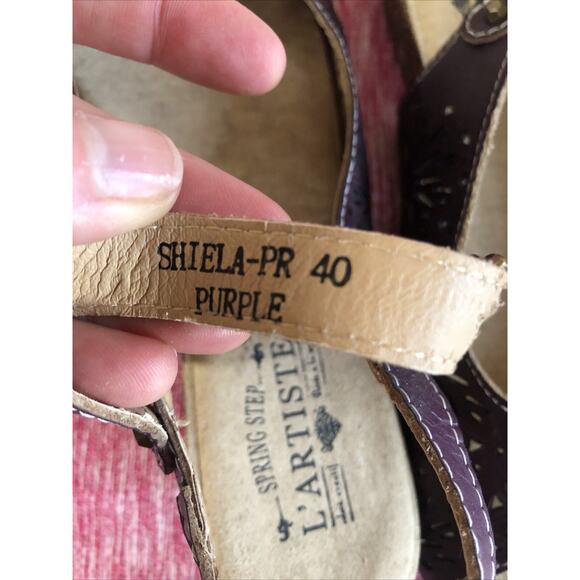 SHIELA-PR 40
PURPLE
SPRING STEP
L'ARTISTE